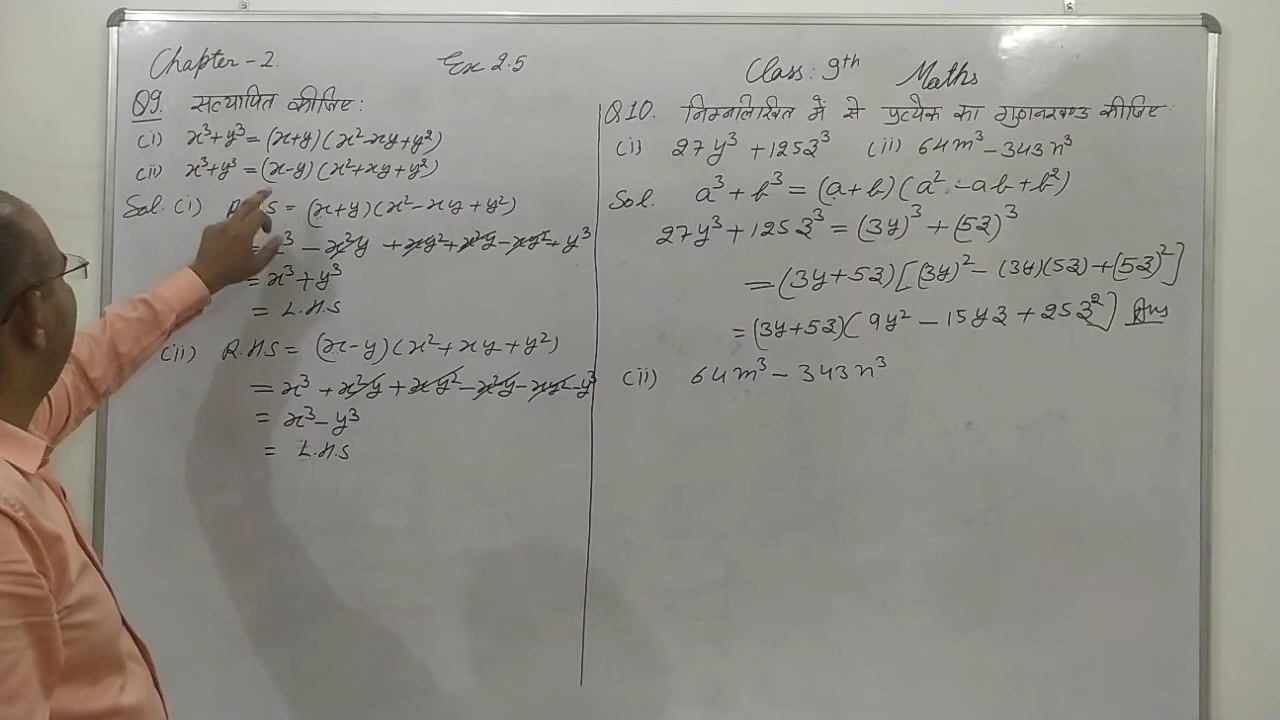 Chapter - 2. Ex 2.5 Class: 9th Maths
Q9. सत्यापित कीजिए:
(i) x³+y³ = (x+y)(x²-xy+y²)
(ii) x³+y³ = (x-y)(x²+xy+y²)
Sol. (i) S = (x+y)(x²-xy+y²)
= ³ - x²y + xy² + x²y - xy² + y³
= x³+y³
= L.H.S
(ii) R.H.S = (x-y)(x²+xy+y²)
= x³ + x²y + xy² - x²y - xy² - y³
= x³-y³
= L.H.S
Q10. निम्नलिखित में से प्रत्येक का गुणनखण्ड कीजिए:
(i) 27y³ + 125z³ (ii) 64m³ - 343n³
Sol. a³ + b³ = (a+b)(a² - ab + b²)
27y³ + 125z³ = (3y)³ + (5z)³
= (3y+5z)[(3y)² - (3y)(5z) + (5z)²]
= (3y+5z)(9y² - 15yz + 25z²] Ans
(ii) 64m³ - 343n³